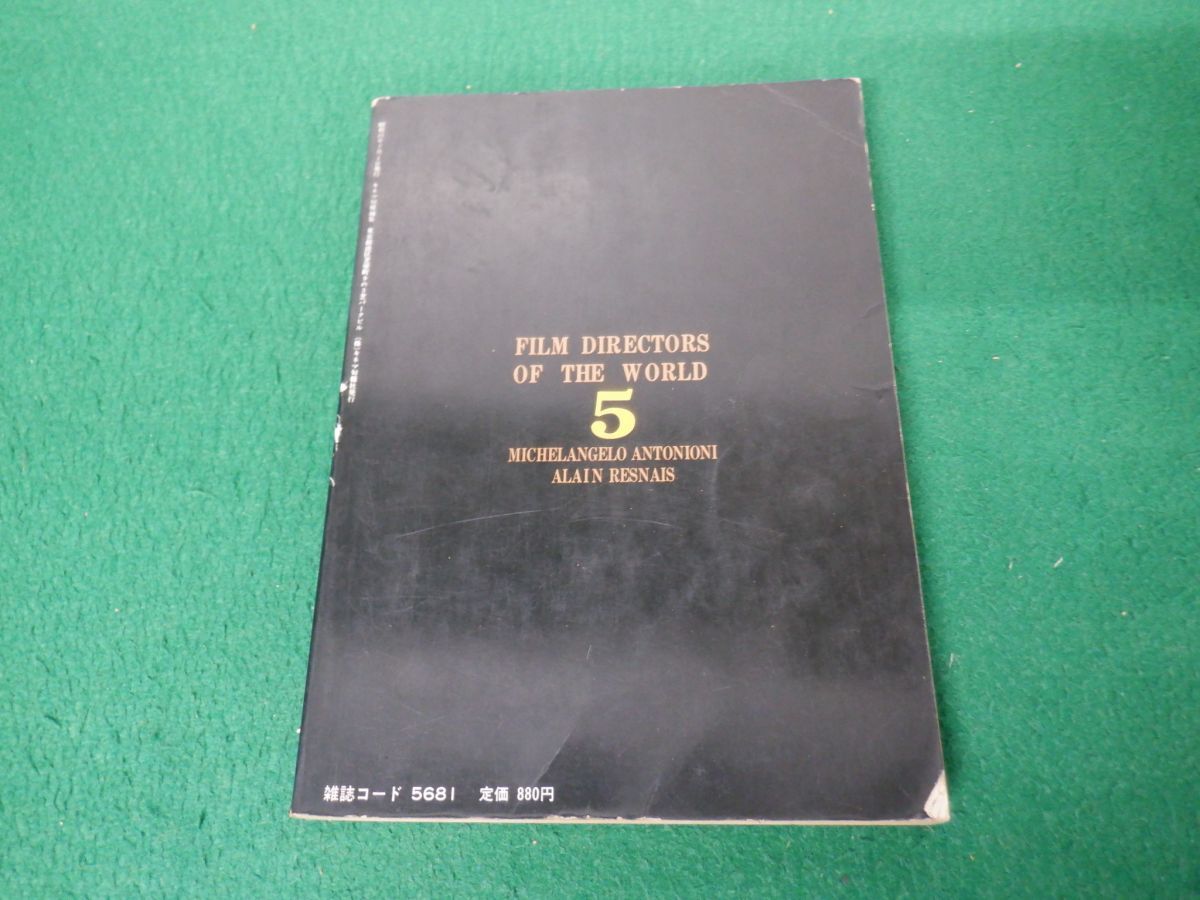 FILM DIRECTORS
OF THE WORLD
5
MICHELANGELO ANTONIONI
ALAIN RESNAIS
雑誌コード 5681 定価 880円